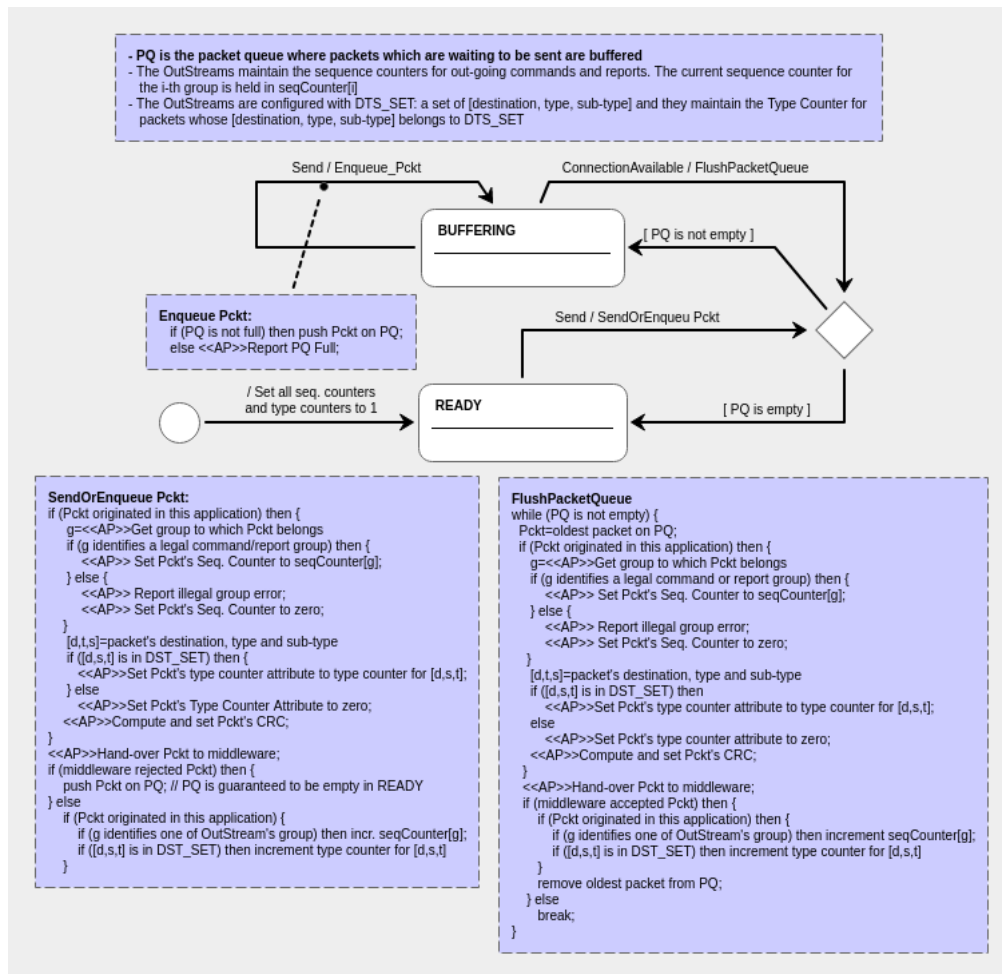 - PQ is the packet queue where packets which are waiting to be sent are buffered
- The OutStreams maintain the sequence counters for out-going commands and reports. The current sequence counter for
the i-th group is held in seqCounter[i]
- The OutStreams are configured with DTS_SET: a set of [destination, type, sub-type] and they maintain the Type Counter for
packets whose [destination, type, sub-type] belongs to DTS_SET
Send / Enqueue_Pckt
ConnectionAvailable / FlushPacketQueue
BUFFERING
[ PQ is not empty ]
Enqueue Pckt:
if (PQ is not full) then push Pckt on PQ;
else <<AP>>Report PQ Full;
Send / SendOrEnqueu Pckt
/ Set all seq. counters
and type counters to 1
READY
[ PQ is empty ]
SendOrEnqueue Pckt:
if (Pckt originated in this application) then {
g=<<AP>>Get group to which Pckt belongs
if (g identifies a legal command/report group) then {
<<AP>> Set Pckt's Seq. Counter to seqCounter[g];
} else {
<<AP>> Report illegal group error;
<<AP>> Set Pckt's Seq. Counter to zero;
}
[d,t,s]=packet's destination, type and sub-type
if ([d,s,t] is in DST_SET) then {
<<AP>>Set Pckt's type counter attribute to type counter for [d,s,t];
} else
<<AP>>Set Pckt's Type Counter Attribute to zero;
<<AP>>Compute and set Pckt's CRC;
}
<<AP>>Hand-over Pckt to middleware;
if (middleware rejected Pckt) then {
push Pckt on PQ; // PQ is guaranteed to be empty in READY
} else
if (Pckt originated in this application) {
if (g identifies one of OutStream's group) then incr. seqCounter[g];
if ([d,s,t] is in DST_SET) then increment type counter for [d,s,t]
}
FlushPacketQueue
while (PQ is not empty) {
Pckt=oldest packet on PQ;
if (Pckt originated in this application) then {
g=<<AP>>Get group to which Pckt belongs
if (g identifies a legal command or report group) then {
<<AP>> Set Pckt's Seq. Counter to seqCounter[g];
} else {
<<AP>> Report illegal group error;
<<AP>> Set Pckt's Seq. Counter to zero;
}
[d,t,s]=packet's destination, type and sub-type
if ([d,s,t] is in DST_SET) then
<<AP>>Set Pckt's type counter attribute to type counter for [d,s,t];
else
<<AP>>Set Pckt's type counter attribute to zero;
<<AP>>Compute and set Pckt's CRC;
}
<<AP>>Hand-over Pckt to middleware;
if (middleware accepted Pckt) then {
if (Pckt originated in this application) then {
if (g identifies one of OutStream's group) then increment seqCounter[g];
if ([d,s,t] is in DST_SET) then increment type counter for [d,s,t]
}
remove oldest packet from PQ;
} else
break;
}